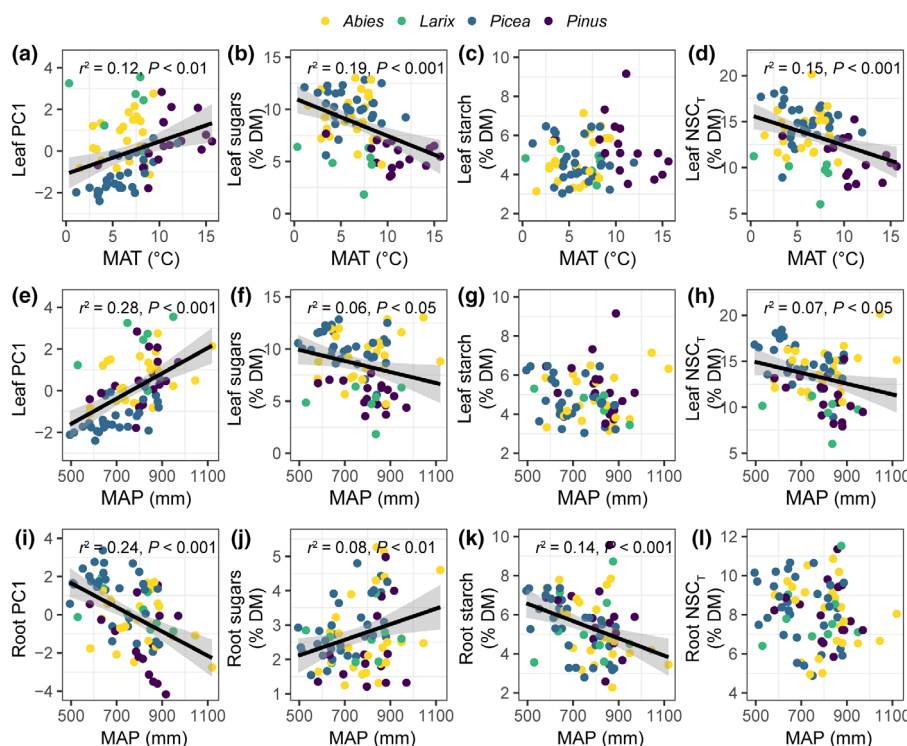 Abies Larix Picea Pinus
(a) (b) (c) (d)
r² = 0.12, P < 0.01 r² = 0.19, P < 0.001 r² = 0.15, P < 0.001
Leaf PC1
4
2
0
−2
0 5 10 15
MAT (°C)
Leaf sugars
(% DM)
10
5
0
0 5 10 15
MAT (°C)
Leaf starch
(% DM)
10
8
6
4
2
0 5 10 15
MAT (°C)
Leaf NSCT
(% DM)
20
15
10
5
0 5 10 15
MAT (°C)
(e) (f) (g) (h)
r² = 0.28, P < 0.001 r² = 0.06, P < 0.05 r² = 0.07, P < 0.05
Leaf PC1
4
2
0
−2
500 700 900 1100
MAP (mm)
Leaf sugars
(% DM)
15
10
5
0
500 700 900 1100
MAP (mm)
Leaf starch
(% DM)
10
8
6
4
2
500 700 900 1100
MAP (mm)
Leaf NSCT
(% DM)
20
15
10
5
500 700 900 1100
MAP (mm)
(i) (j) (k) (l)
r² = 0.24, P < 0.001 r² = 0.08, P < 0.01 r² = 0.14, P < 0.001
Root PC1
4
2
0
−2
−4
500 700 900 1100
MAP (mm)
Root sugars
(% DM)
5
4
3
2
1
500 700 900 1100
MAP (mm)
Root starch
(% DM)
10
8
6
4
2
500 700 900 1100
MAP (mm)
Root NSCT
(% DM)
12
10
8
6
4
500 700 900 1100
MAP (mm)